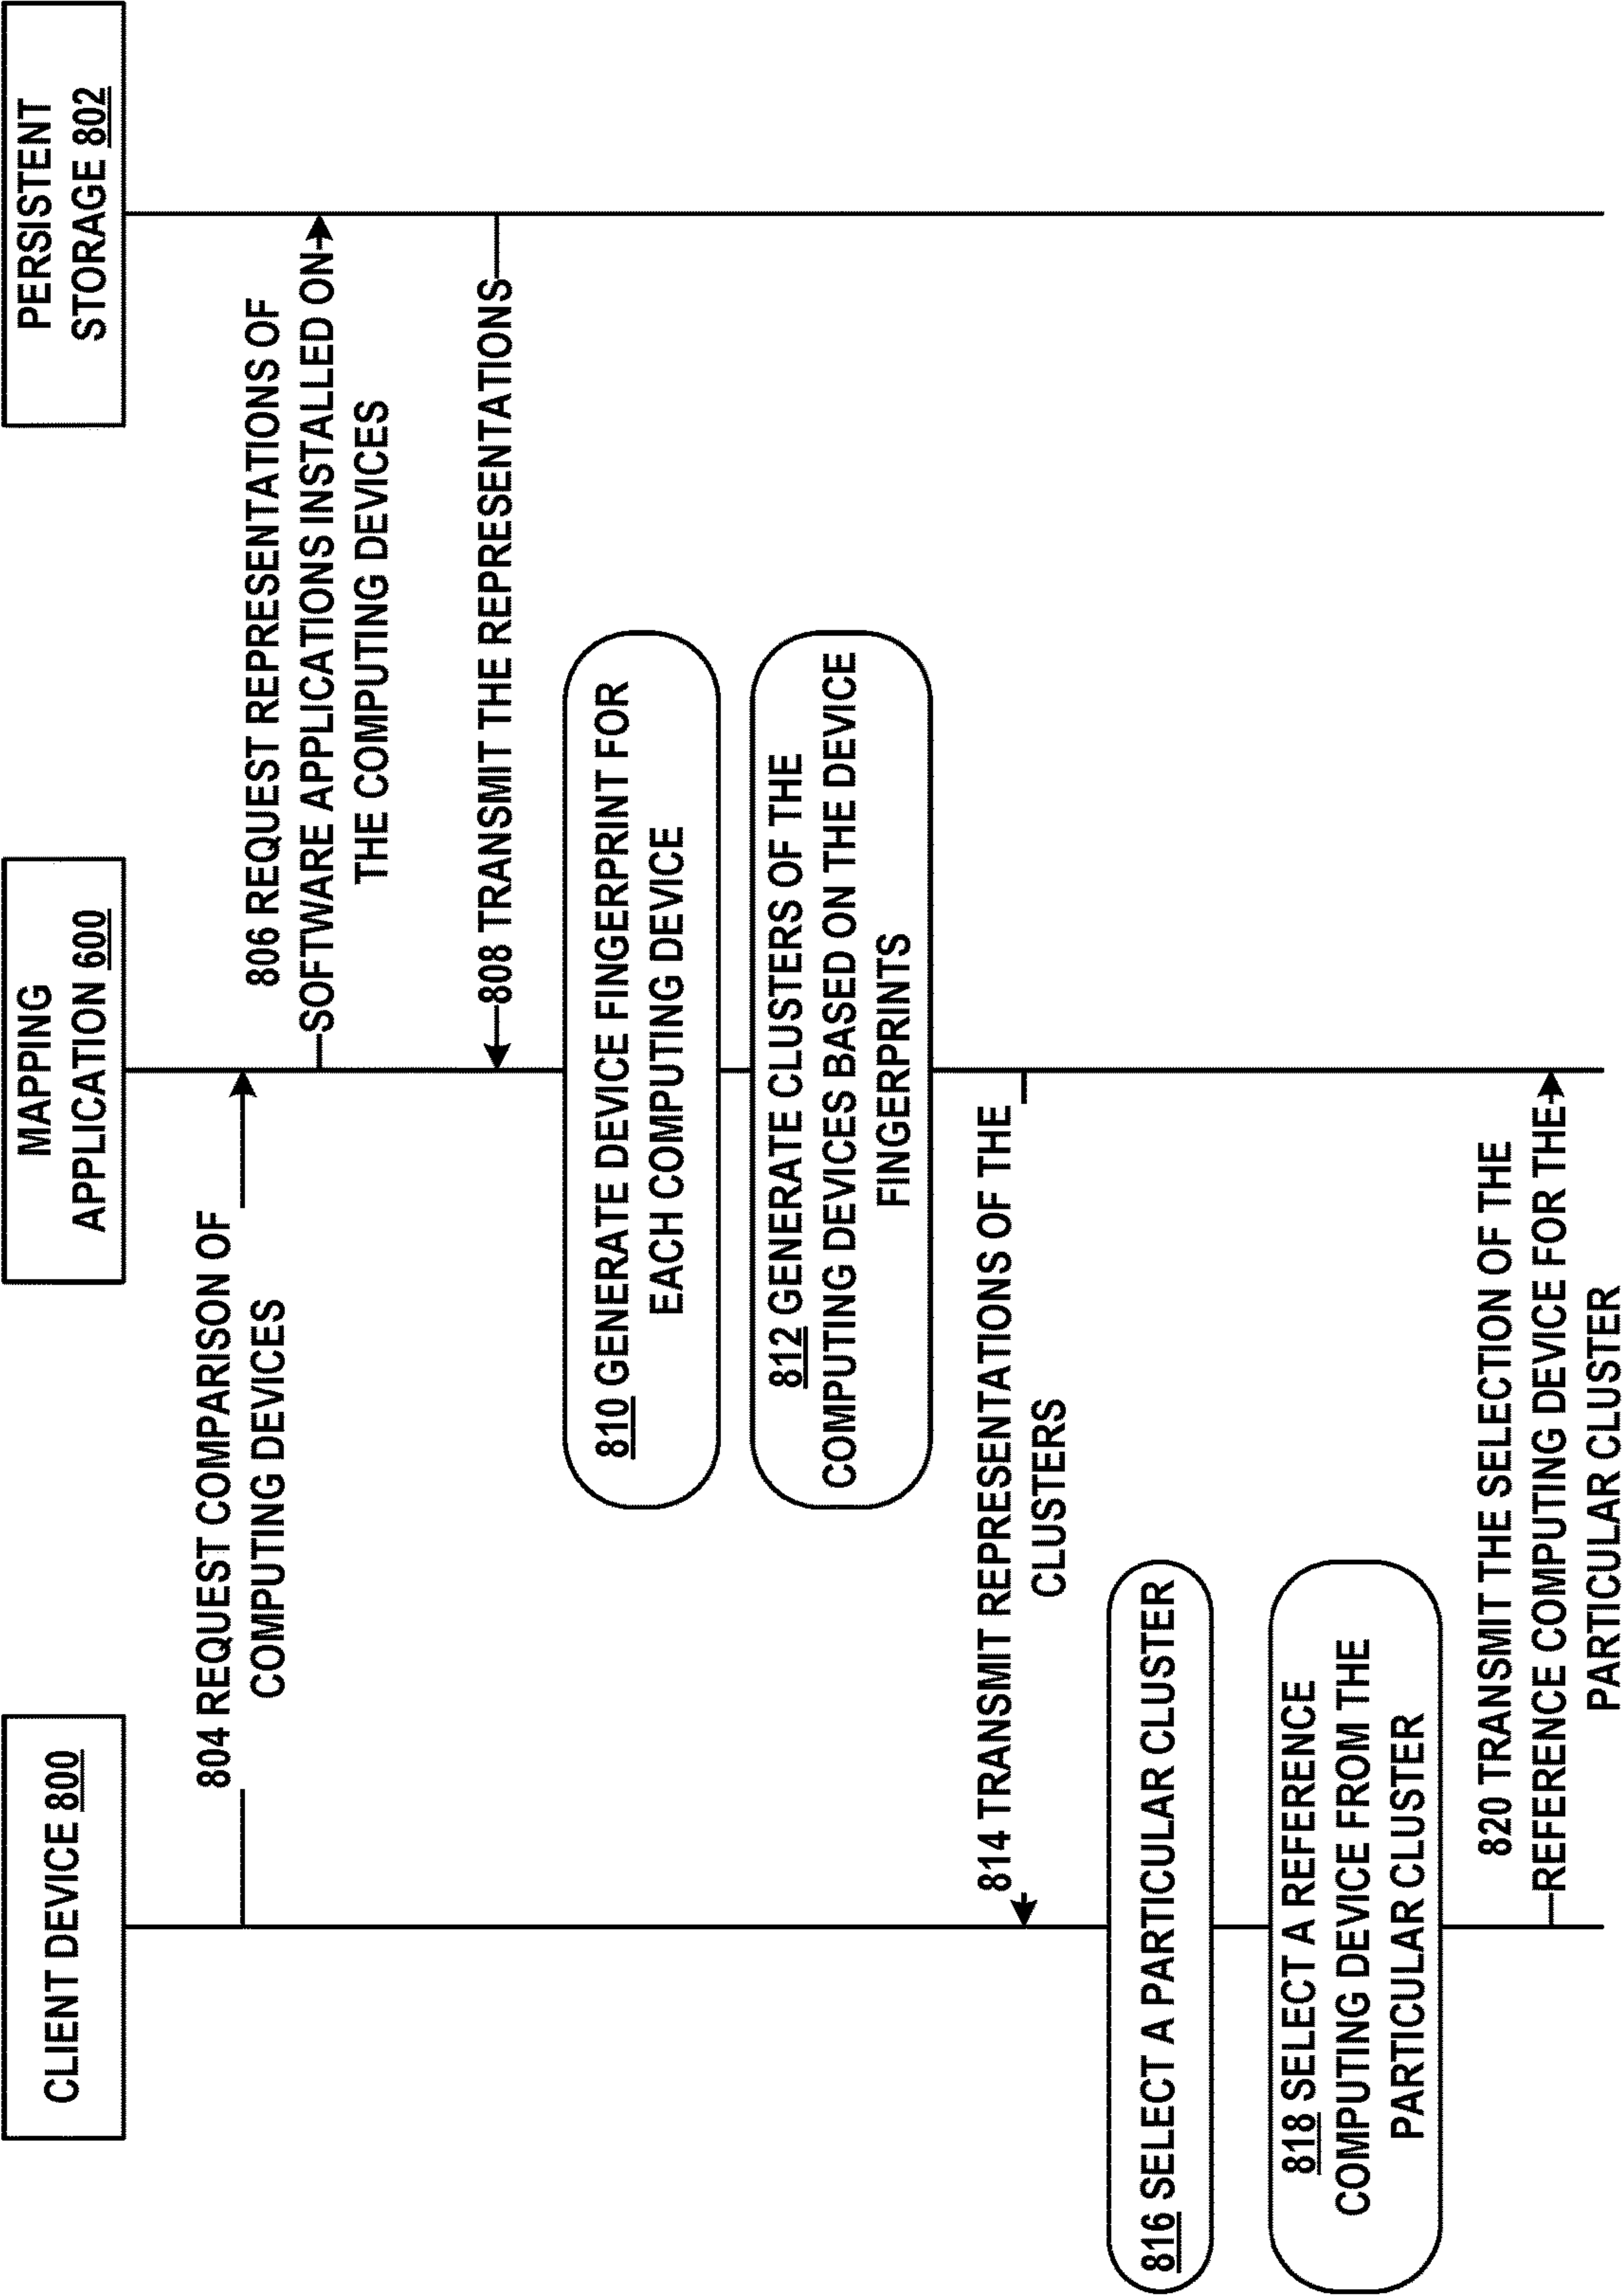 CLIENT DEVICE 800
MAPPING
APPLICATION 600
PERSISTENT
STORAGE 802
804 REQUEST COMPARISON OF
COMPUTING DEVICES
806 REQUEST REPRESENTATIONS OF
SOFTWARE APPLICATIONS INSTALLED ON
THE COMPUTING DEVICES
808 TRANSMIT THE REPRESENTATIONS
810 GENERATE DEVICE FINGERPRINT FOR
EACH COMPUTING DEVICE
812 GENERATE CLUSTERS OF THE
COMPUTING DEVICES BASED ON THE DEVICE
FINGERPRINTS
814 TRANSMIT REPRESENTATIONS OF THE
CLUSTERS
816 SELECT A PARTICULAR CLUSTER
818 SELECT A REFERENCE
COMPUTING DEVICE FROM THE
PARTICULAR CLUSTER
820 TRANSMIT THE SELECTION OF THE
REFERENCE COMPUTING DEVICE FOR THE
PARTICULAR CLUSTER